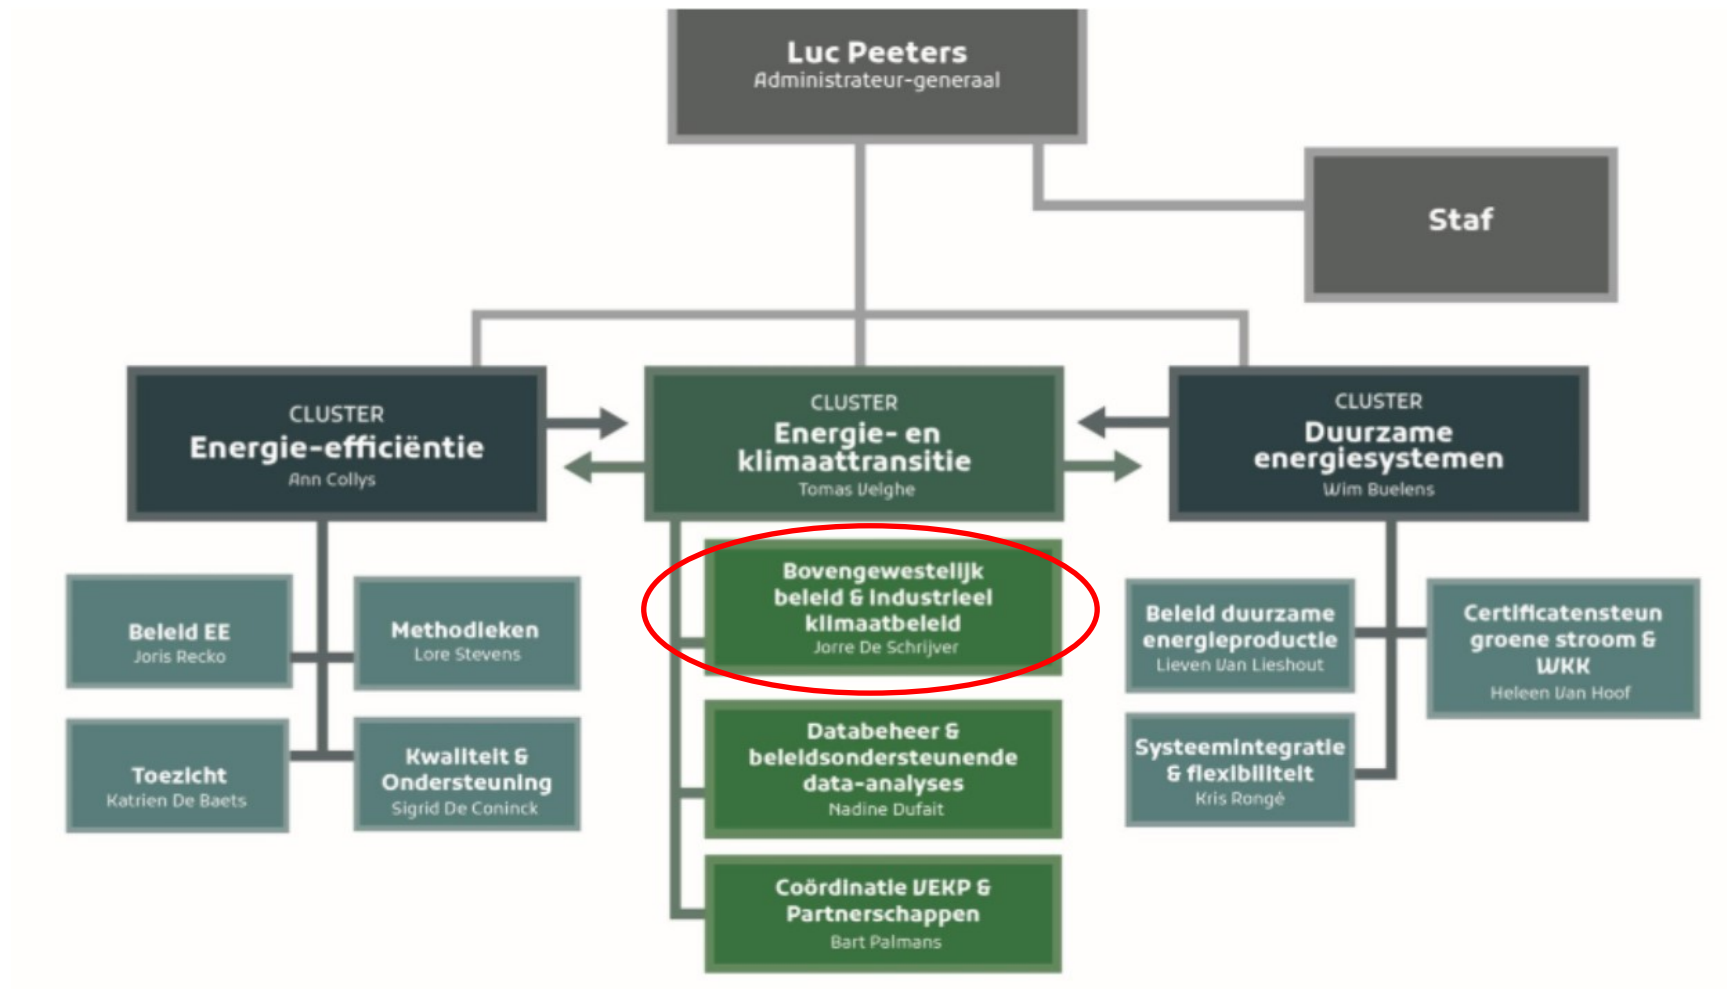 Luc Peeters
Administrateur-generaal
Staf
CLUSTER
Energie-efficiëntie
Ann Collys
CLUSTER
Energie- en
klimaattransitie
Tomas Velghe
CLUSTER
Duurzame
energiesystemen
Wim Buelens
Beleid EE
Joris Recko
Methodieken
Lore Stevens
Toezicht
Katrien De Baets
Kwaliteit &
Ondersteuning
Sigrid De Coninck
Bovengewestelijk
beleid & industrieel
klimaatbeleid
Jorre De Schrijver
Databeheer &
beleidsondersteunende
data-analyses
Nadine Dufait
Coördinatie VEKP &
Partnerschappen
Bart Palmans
Beleid duurzame
energieproductie
Lieven Van Lieshout
Certificatensteun
groene stroom &
WKK
Heleen Van Hoof
Systeemintegratie
& flexibiliteit
Kris Rongé